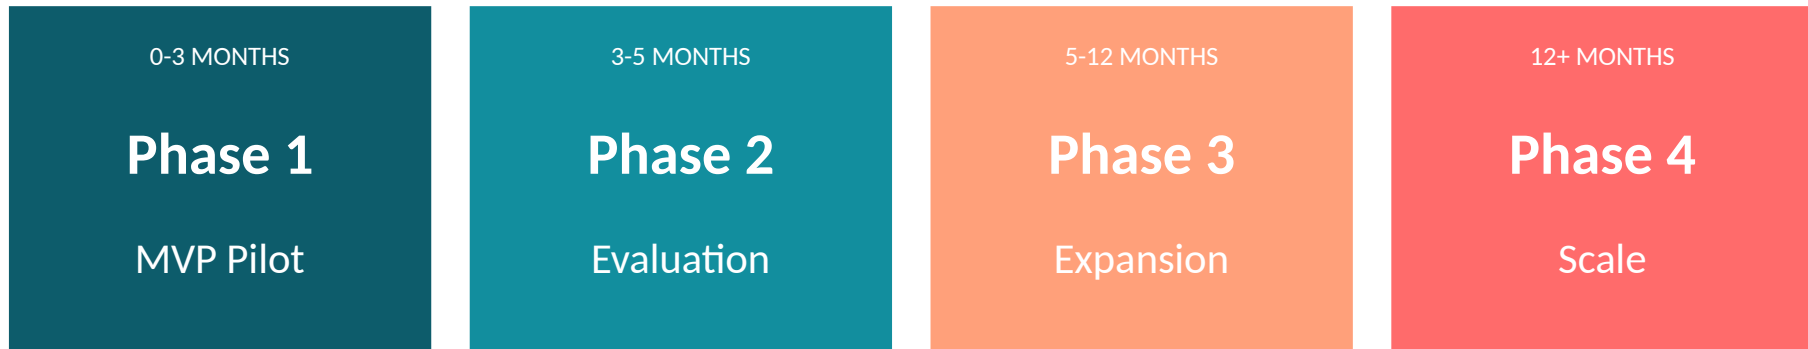 0-3 MONTHS
Phase 1
MVP Pilot
3-5 MONTHS
Phase 2
Evaluation
5-12 MONTHS
Phase 3
Expansion
12+ MONTHS
Phase 4
Scale